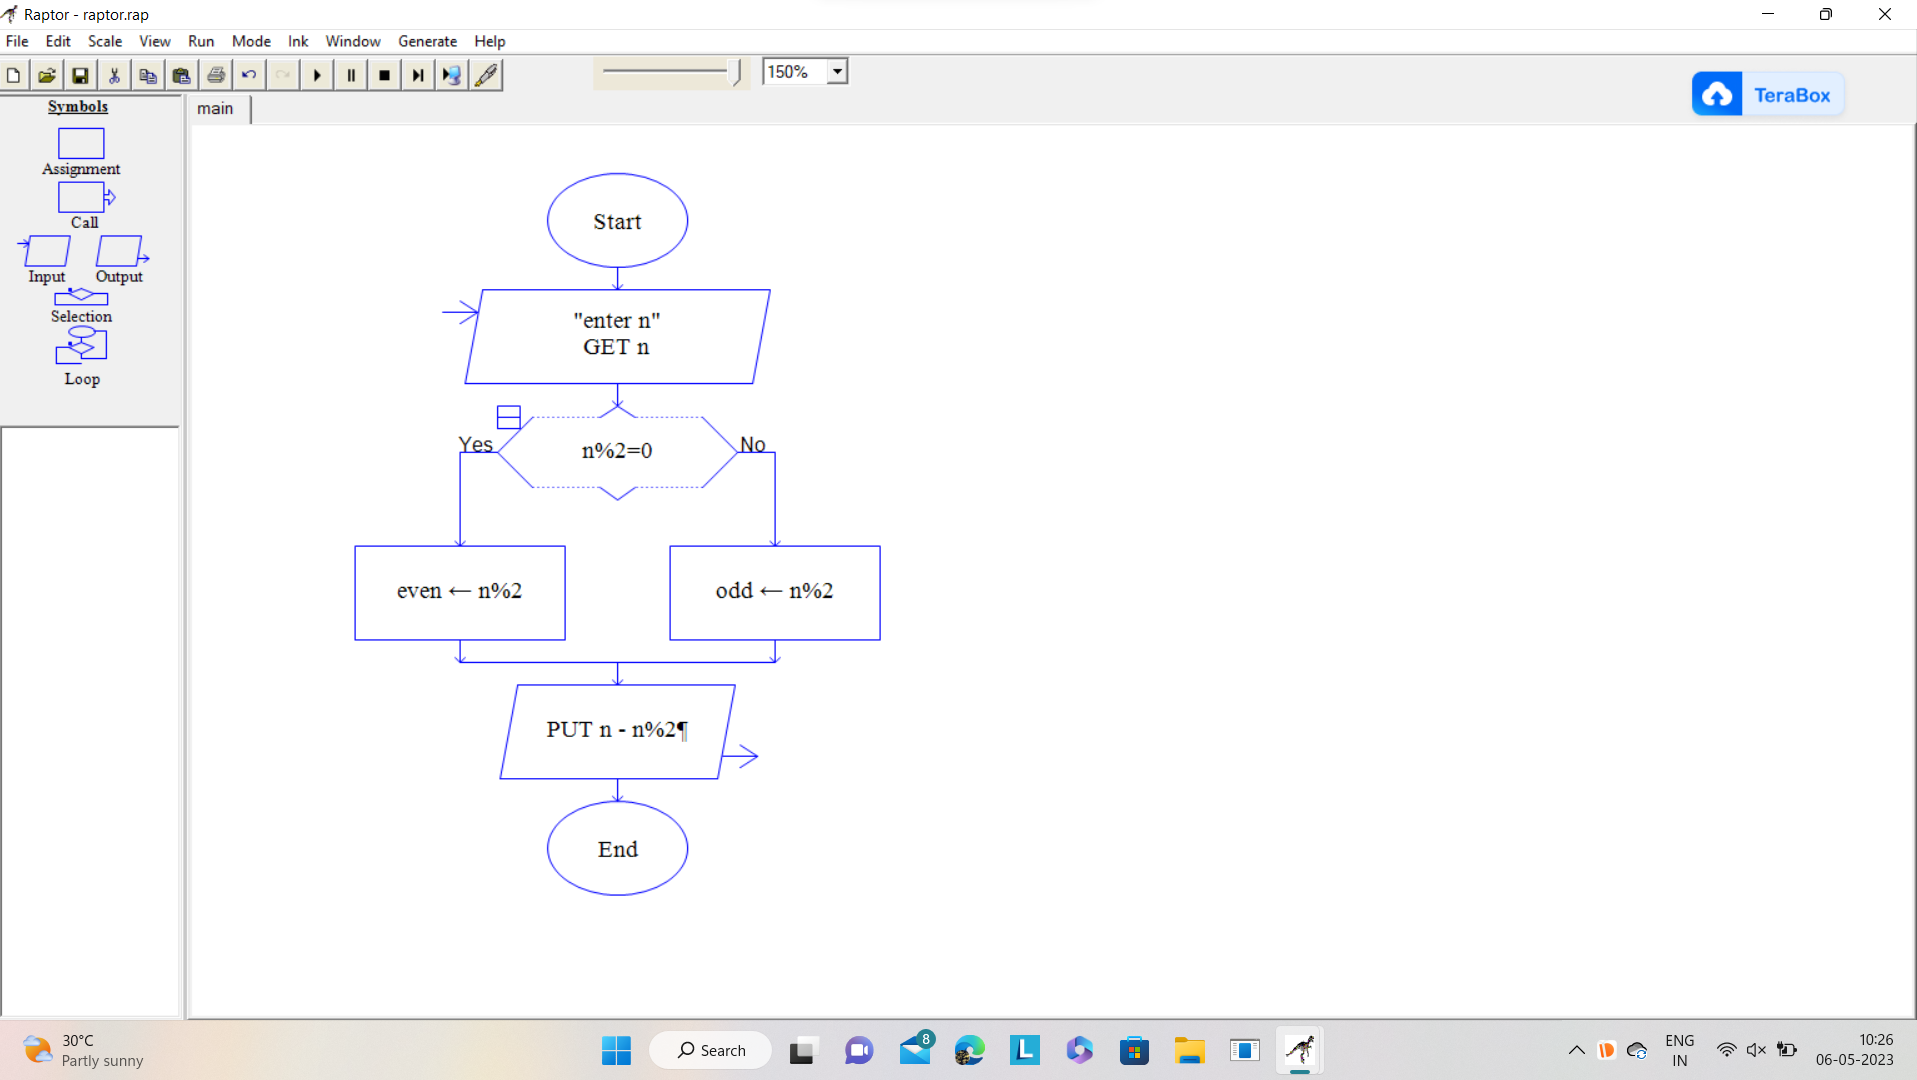 Raptor - raptor.rap
File Edit Scale View Run Mode Ink Window Generate Help
150%
TeraBox
Symbols
main
Assignment
Call
Input Output
Selection
Loop
Start
"enter n"
GET n
Yes
n%2=0
No
even ← n%2
odd ← n%2
PUT n - n%2¶
End
30°C
Partly sunny
Search
8
ENG
IN
10:26
06-05-2023